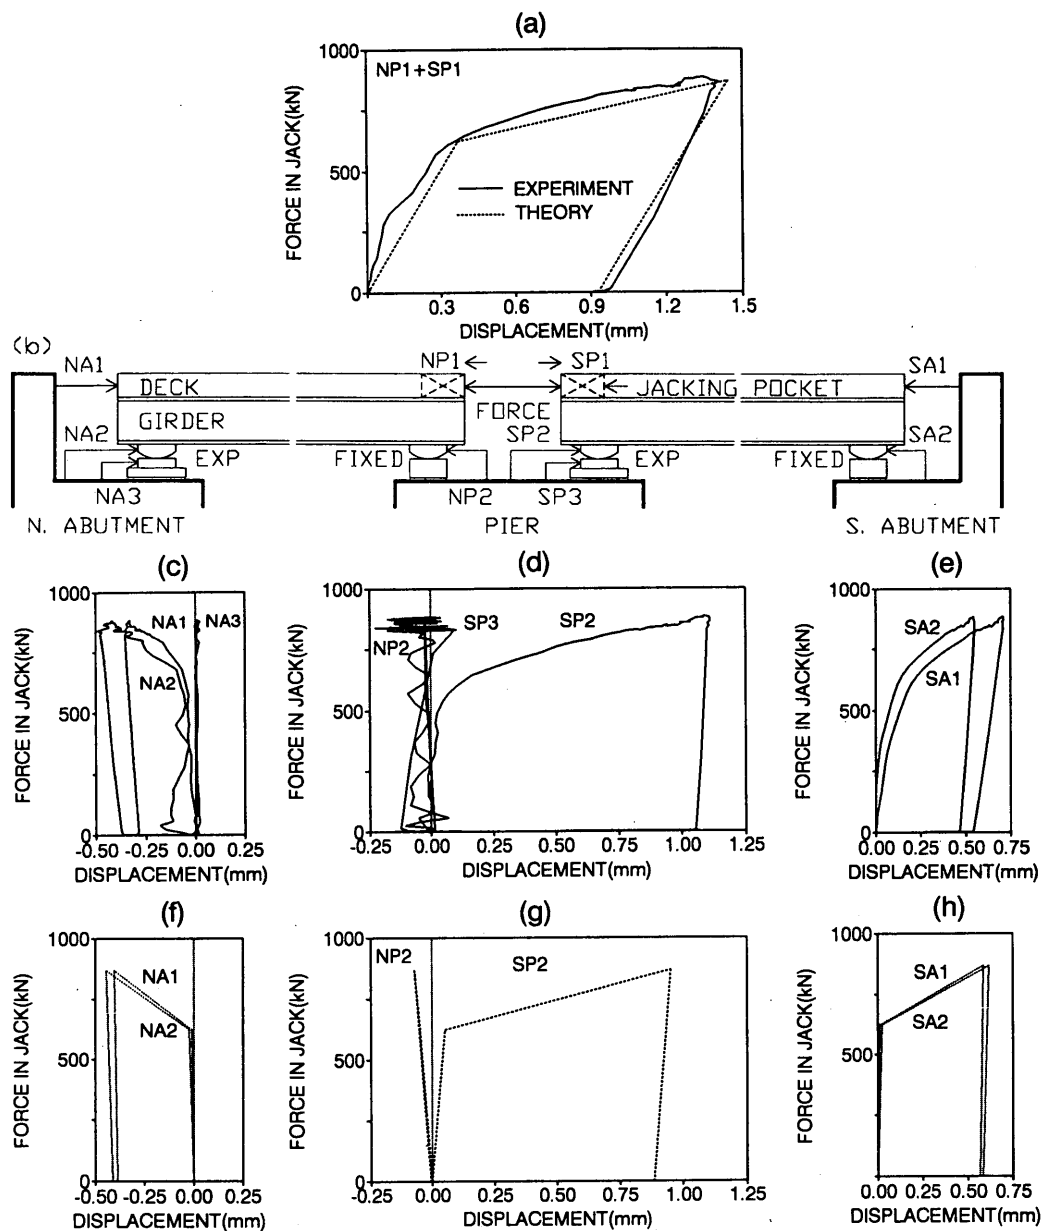 (a)
1000
500
0
FORCE IN JACK(kN)
NP1+SP1
EXPERIMENT
THEORY
0.3 0.6 0.9 1.2 1.5
DISPLACEMENT(mm)
(b)
NA1 NP1 SP1 SA1
DECK JACKING POCKET
GIRDER FORCE
NA2 SP2 SA2
EXP FIXED EXP FIXED
NA3 NP2 SP3
N. ABUTMENT PIER S. ABUTMENT
(c)
1000
500
0
FORCE IN JACK(kN)
NA1 NA3
NA2
-0.50 -0.25 0.00 0.25
DISPLACEMENT(mm)
(d)
1000
500
0
FORCE IN JACK(kN)
NP2 SP3 SP2
-0.25 0.00 0.25 0.50 0.75 1.00 1.25
DISPLACEMENT(mm)
(e)
1000
500
0
FORCE IN JACK(kN)
SA2
SA1
0.00 0.25 0.50 0.75
DISPLACEMENT(mm)
(f)
1000
500
0
FORCE IN JACK(kN)
NA1
NA2
-0.50 -0.25 0.00 0.25
DISPLACEMENT(mm)
(g)
1000
500
0
FORCE IN JACK(kN)
NP2 SP2
-0.25 0.00 0.25 0.50 0.75 1.00 1.25
DISPLACEMENT(mm)
(h)
1000
500
0
FORCE IN JACK(kN)
SA1
SA2
0.00 0.25 0.50 0.75
DISPLACEMENT(mm)